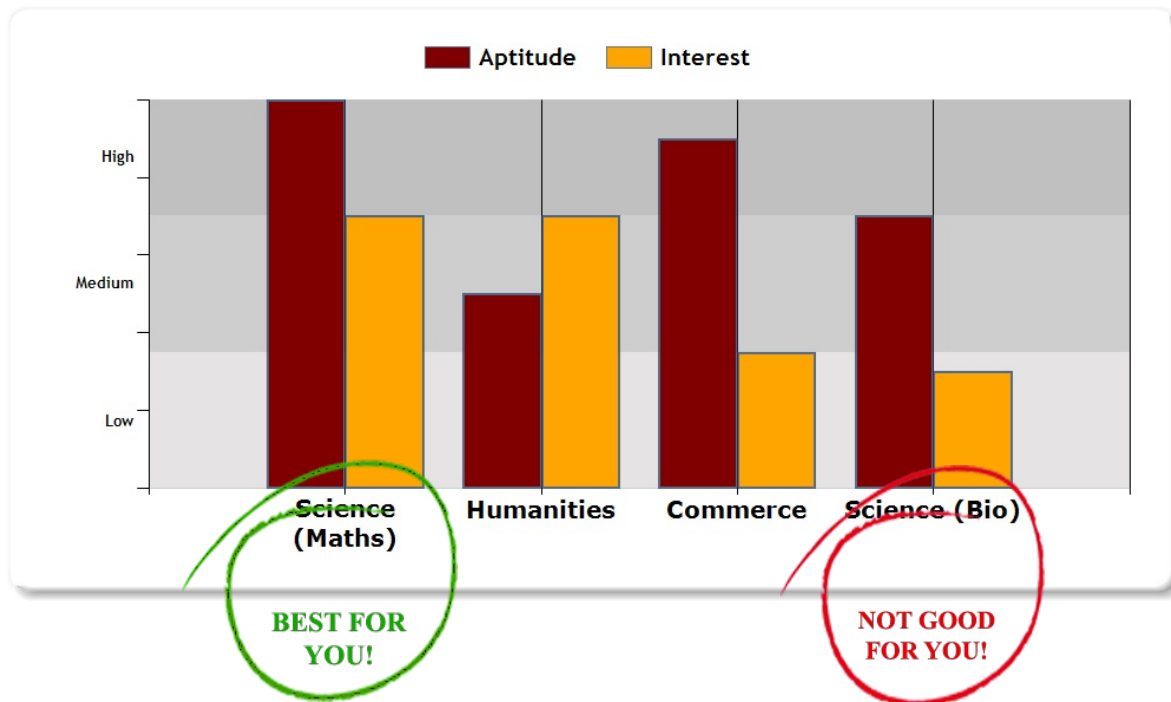 Aptitude Interest
High
Medium
Low
Science
(Maths)
Humanities
Commerce
Science (Bio)
BEST FOR
YOU!
NOT GOOD
FOR YOU!